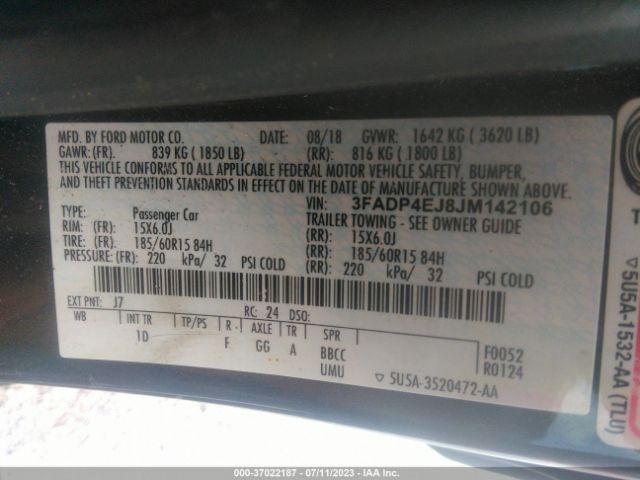 MFD. BY FORD MOTOR CO. DATE: 08/18 GVWR: 1642 KG ( 3620 LB)
GAWR: (FR): 839 KG ( 1850 LB) (RR): 816 KG ( 1800 LB)
THIS VEHICLE CONFORMS TO ALL APPLICABLE FEDERAL MOTOR VEHICLE SAFETY, BUMPER,
AND THEFT PREVENTION STANDARDS IN EFFECT ON THE DATE OF MANUFACTURE SHOWN ABOVE.
VIN: 3FADP4EJ8JM142106
TYPE: Passenger Car TRAILER TOWING - SEE OWNER GUIDE
RIM: (FR): 15X6.0J (RR): 15X6.0J
TIRE: (FR): 185/60R15 84H (RR): 185/60R15 84H
PRESSURE: (FR): 220 kPa/ 32 PSI COLD (RR): 220 kPa/ 32 PSI COLD
EXT PNT: J7 RC: 24 DSO:
WB INT TR TP/PS R AXLE TR SPR
1D F GG A BBCC F0052
UMU R0124
▽ 5U5A-3520472-AA
▽ 5U5A-1532-AA (TLU)
000-37022187 - 07/11/2023 - IAA Inc.